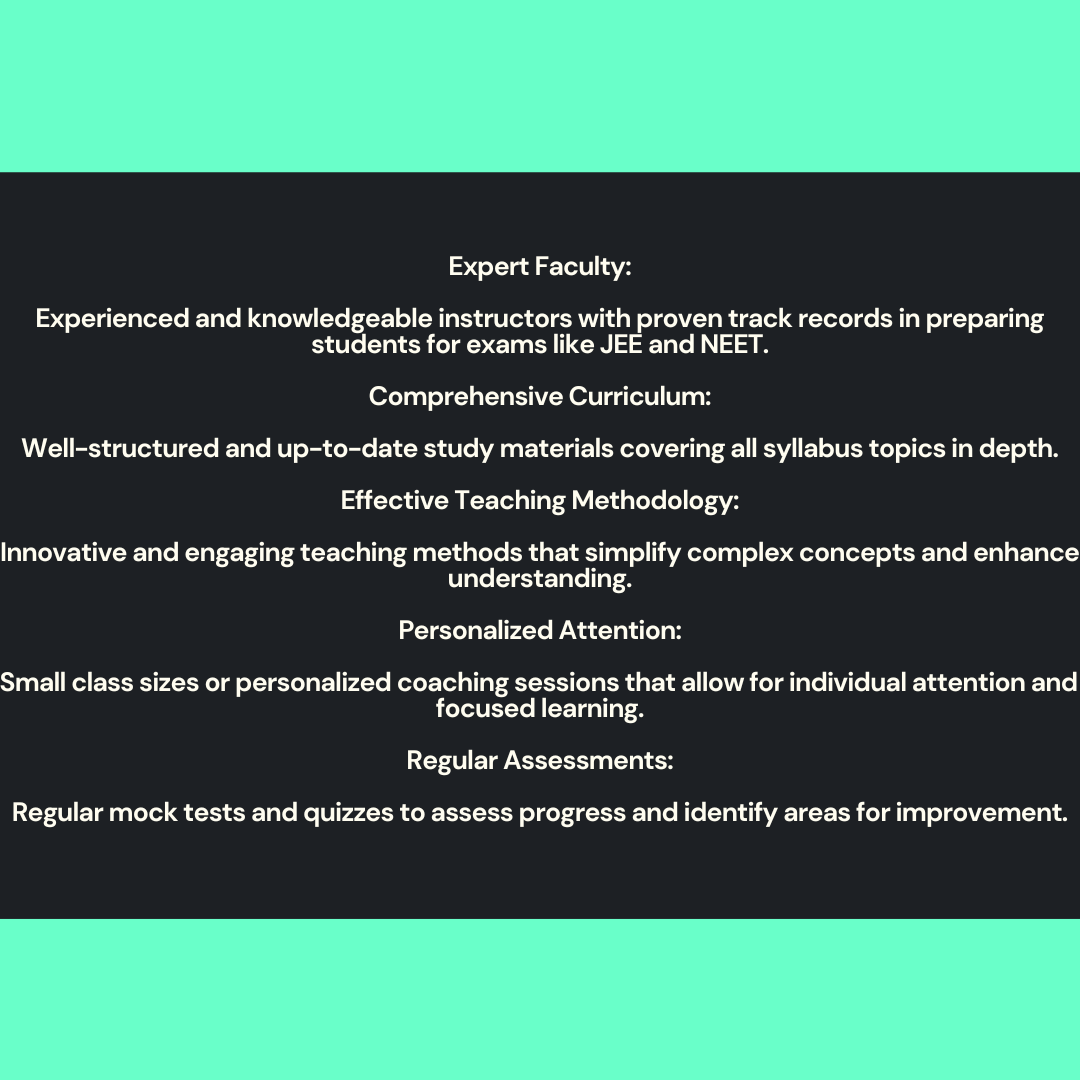 Expert Faculty:
Experienced and knowledgeable instructors with proven track records in preparing
students for exams like JEE and NEET.
Comprehensive Curriculum:
Well-structured and up-to-date study materials covering all syllabus topics in depth.
Effective Teaching Methodology:
Innovative and engaging teaching methods that simplify complex concepts and enhance
understanding.
Personalized Attention:
Small class sizes or personalized coaching sessions that allow for individual attention and
focused learning.
Regular Assessments:
Regular mock tests and quizzes to assess progress and identify areas for improvement.